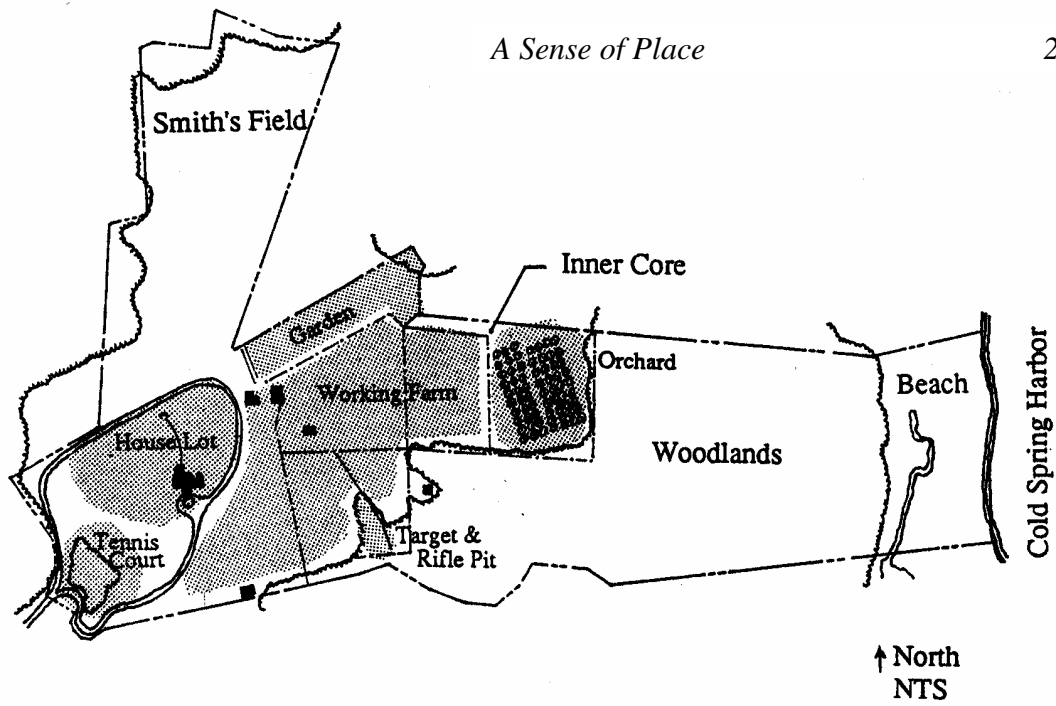 A Sense of Place 2
Smith's Field
Inner Core
Garden
Orchard
Working Farm
Beach
House Lot
Woodlands
Cold Spring Harbor
Tennis
Court
Target &
Rifle Pit
North
NTS